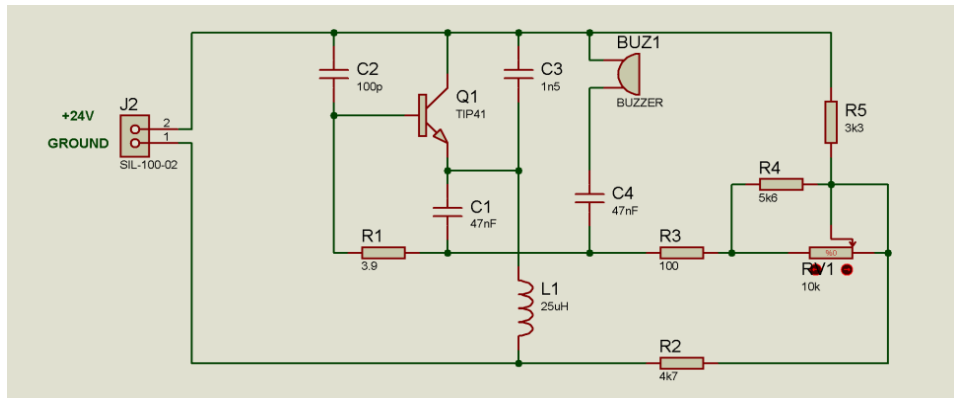 BUZ1
C2
100p
C3
1n5
BUZZER
Q1
TIP41
J2
+24V
2
GROUND
1
SIL-100-02
R5
3k3
R4
5k6
C1
47nF
C4
47nF
R1
3.9
R3
100
%0
RV1
10k
L1
25uH
R2
4k7